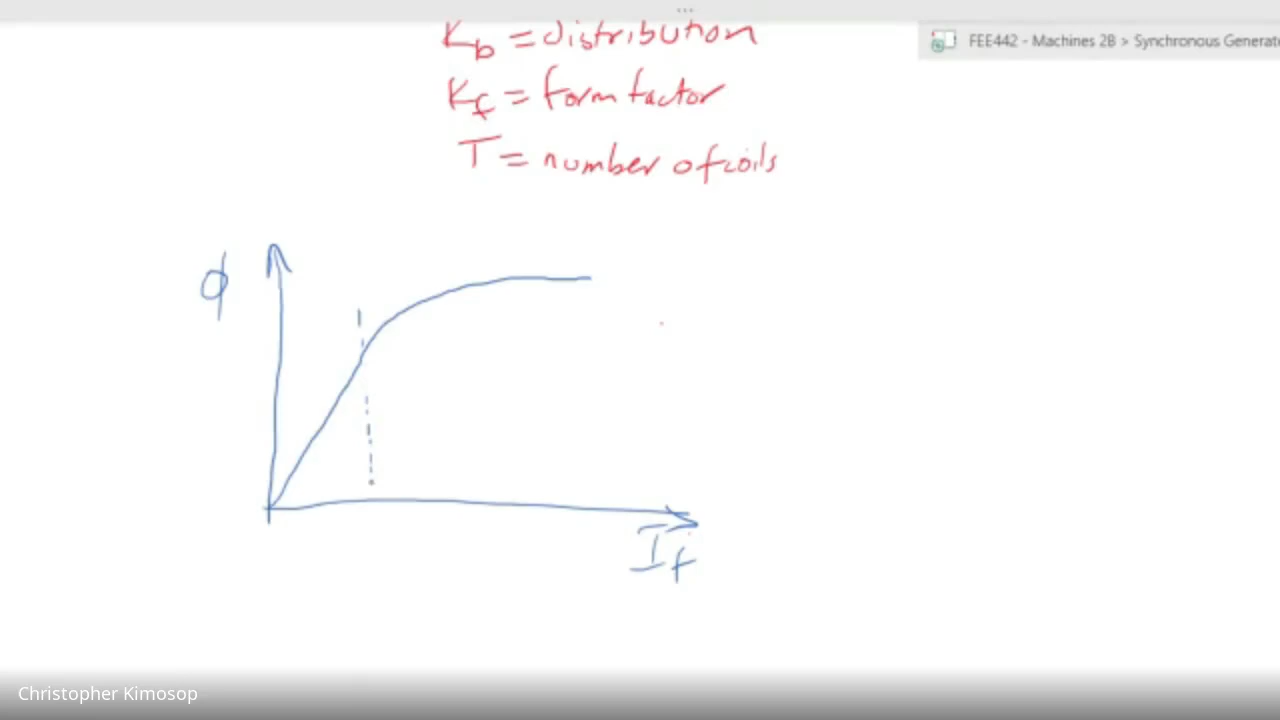 K_b = distribution
FEE442 - Machines 2B > Synchronous Generat
K_f = form factor
T = number of coils
ϕ
I_f
Christopher Kimosop